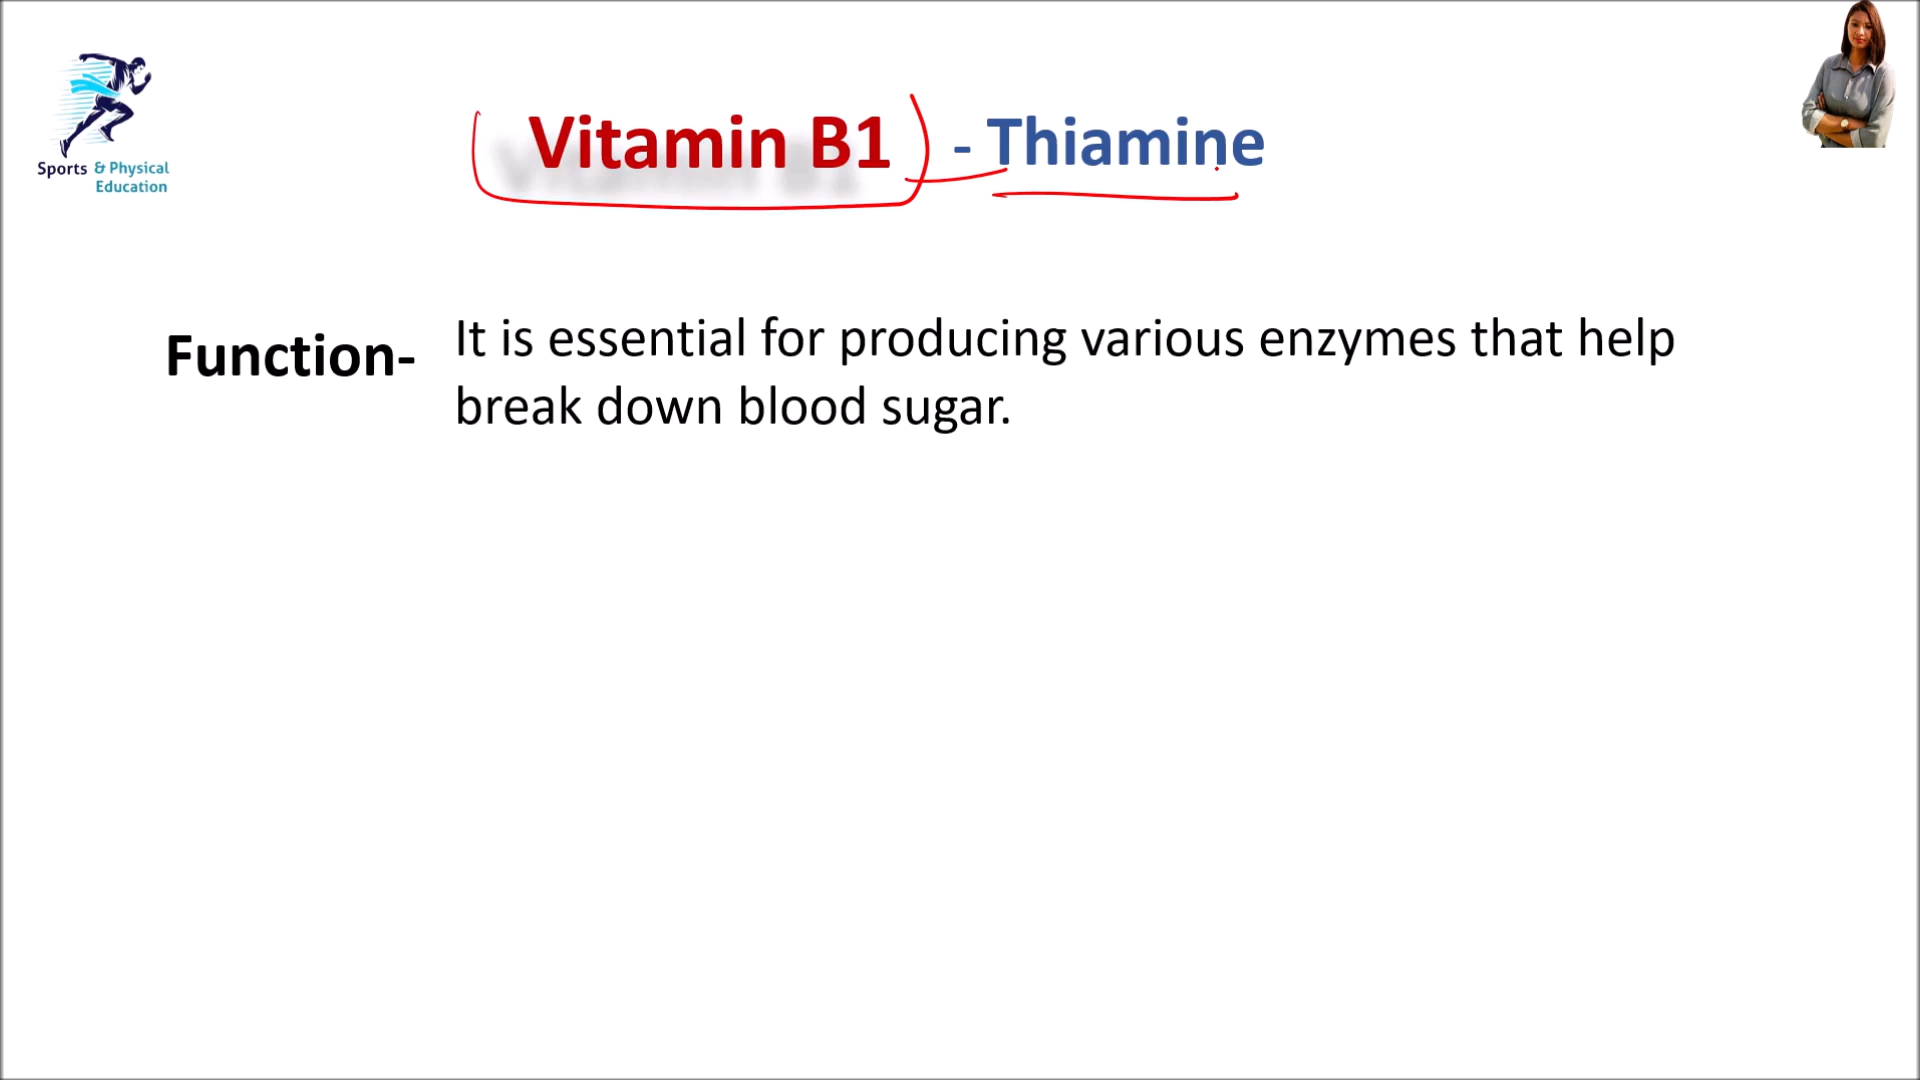 Sports & Physical
Education
Vitamin B1 - Thiamine
Function- It is essential for producing various enzymes that help
break down blood sugar.